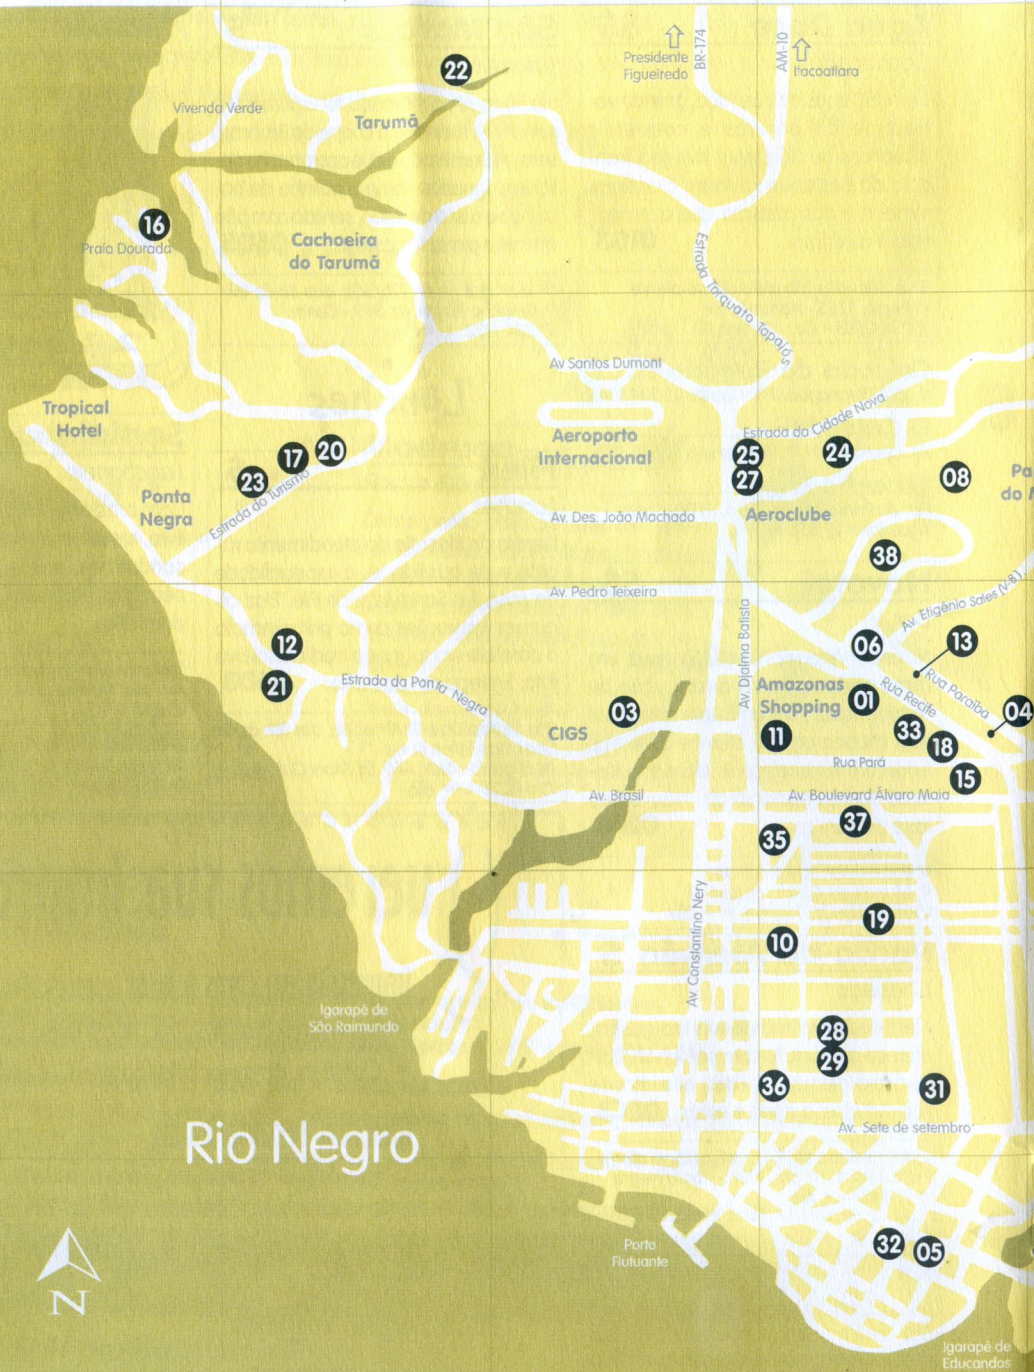 Presidente
Figueiredo
BR-174
AM-10
Itacoatiara
22
Vivenda Verde
Tarumã
16
Praia Dourada
Cachoeira
do Tarumã
Estrada Torquato Tapajós
Av Santos Dumont
Tropical
Hotel
Aeroporto
Internacional
Estrada da Cidade Nova
25
24
27
20
17
23
08
Ponta
Negra
Estrada do Turismo
Av. Des. João Machado
Aeroclube
38
Av. Pedro Teixeira
Av. Djalma Batista
Av. Efigênio Sales (V-8)
12
06
13
21
Estrada da Ponta Negra
Amazonas
Shopping
01
Rua Recife
Rua Paraíba
03
CIGS
11
33
18
04
Rua Pará
15
Av. Brasil
Av. Boulevard Álvaro Maia
37
35
Av. Constantino Nery
19
10
Igarapé de
São Raimundo
28
29
36
31
Av. Sete de setembro
Rio Negro
N
Porto
Flutuante
32
05
Igarapé de
Educandos